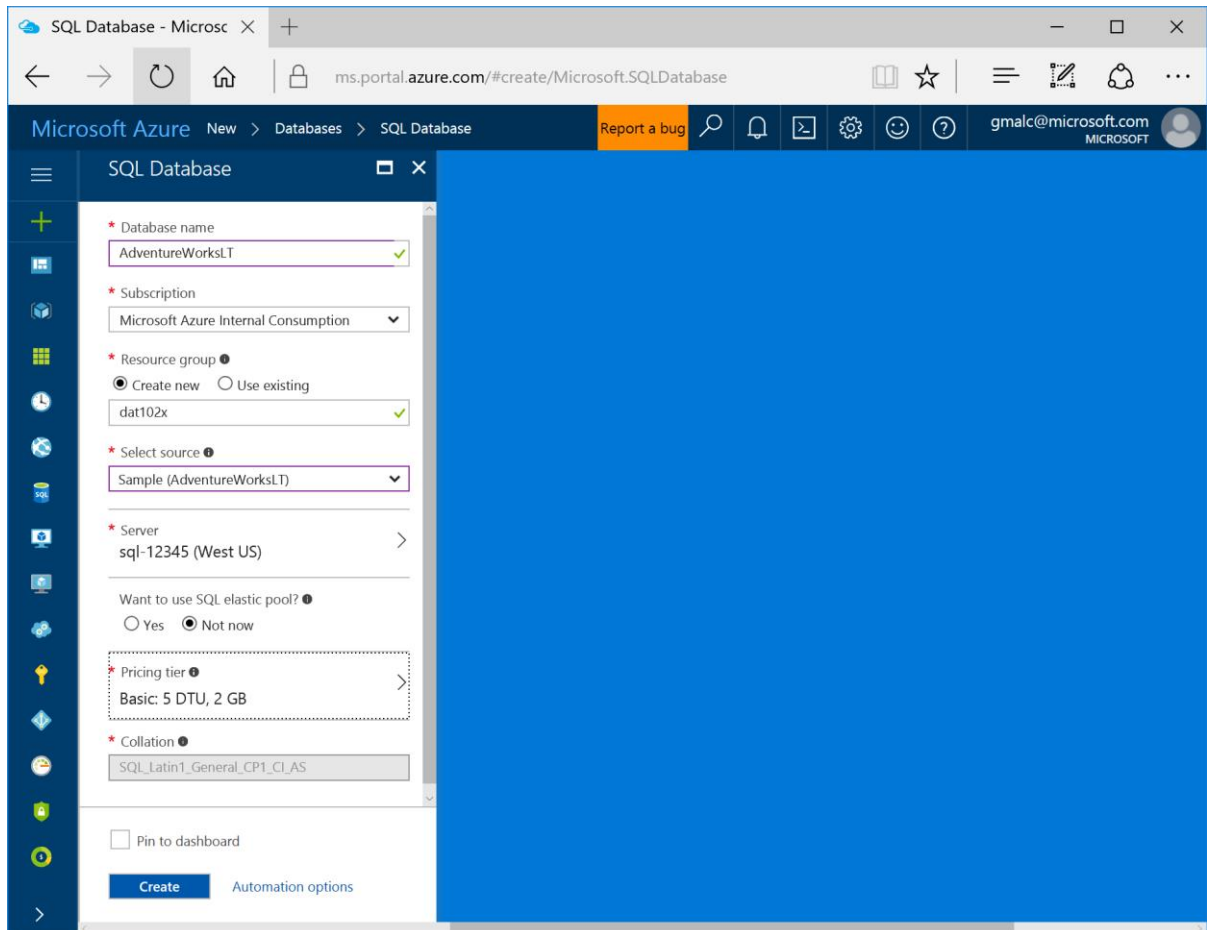 SQL Database - Microsc
ms.portal.azure.com/#create/Microsoft.SQLDatabase
Microsoft Azure New > Databases > SQL Database
Report a bug
gmalc@microsoft.com
MICROSOFT
SQL Database
* Database name
AdventureWorksLT
* Subscription
Microsoft Azure Internal Consumption
* Resource group
Create new Use existing
dat102x
* Select source
Sample (AdventureWorksLT)
SQL
* Server
sql-12345 (West US)
Want to use SQL elastic pool?
Yes Not now
* Pricing tier
Basic: 5 DTU, 2 GB
* Collation
SQL_Latin1_General_CP1_CI_AS
Pin to dashboard
Create Automation options